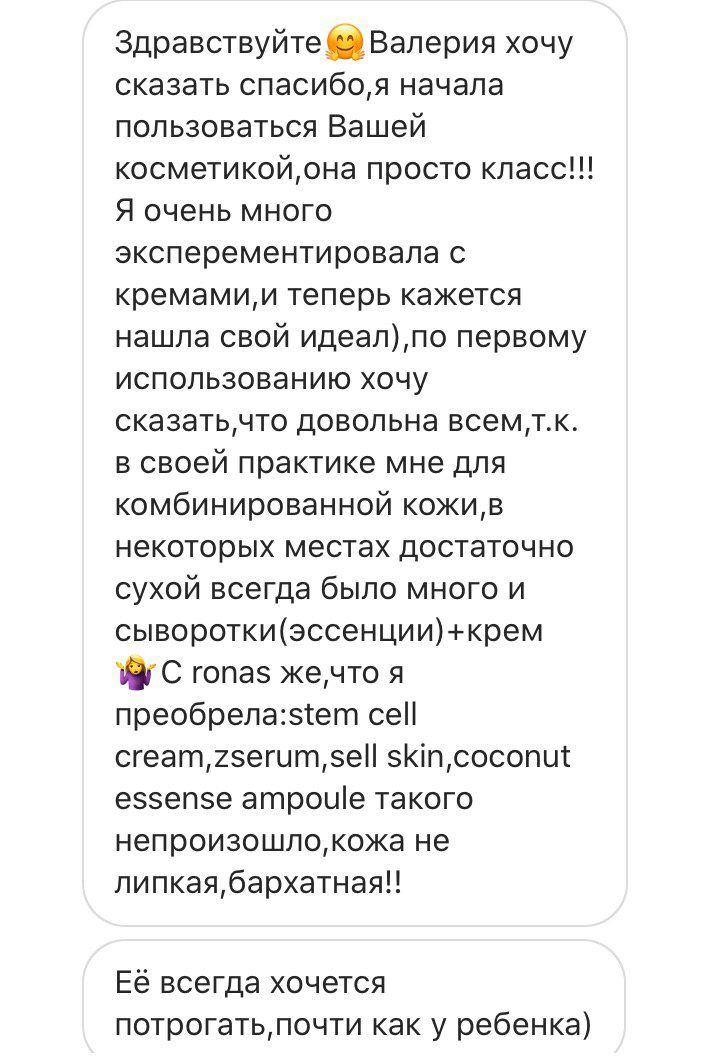 Здравствуйте🤗Валерия хочу
сказать спасибо,я начала
пользоваться Вашей
косметикой,она просто класс!!!
Я очень много
эксперементировала с
кремами,и теперь кажется
нашла свой идеал),по первому
использованию хочу
сказать,что довольна всем,т.к.
в своей практике мне для
комбинированной кожи,в
некоторых местах достаточно
сухой всегда было много и
сыворотки(эссенции)+крем
🤷‍♀️С ronas же,что я
преобрела:stem cell
cream,zserum,sell skin,coconut
essense ampoule такого
непроизошло,кожа не
липкая,бархатная!!
Её всегда хочется
потрогать,почти как у ребенка)